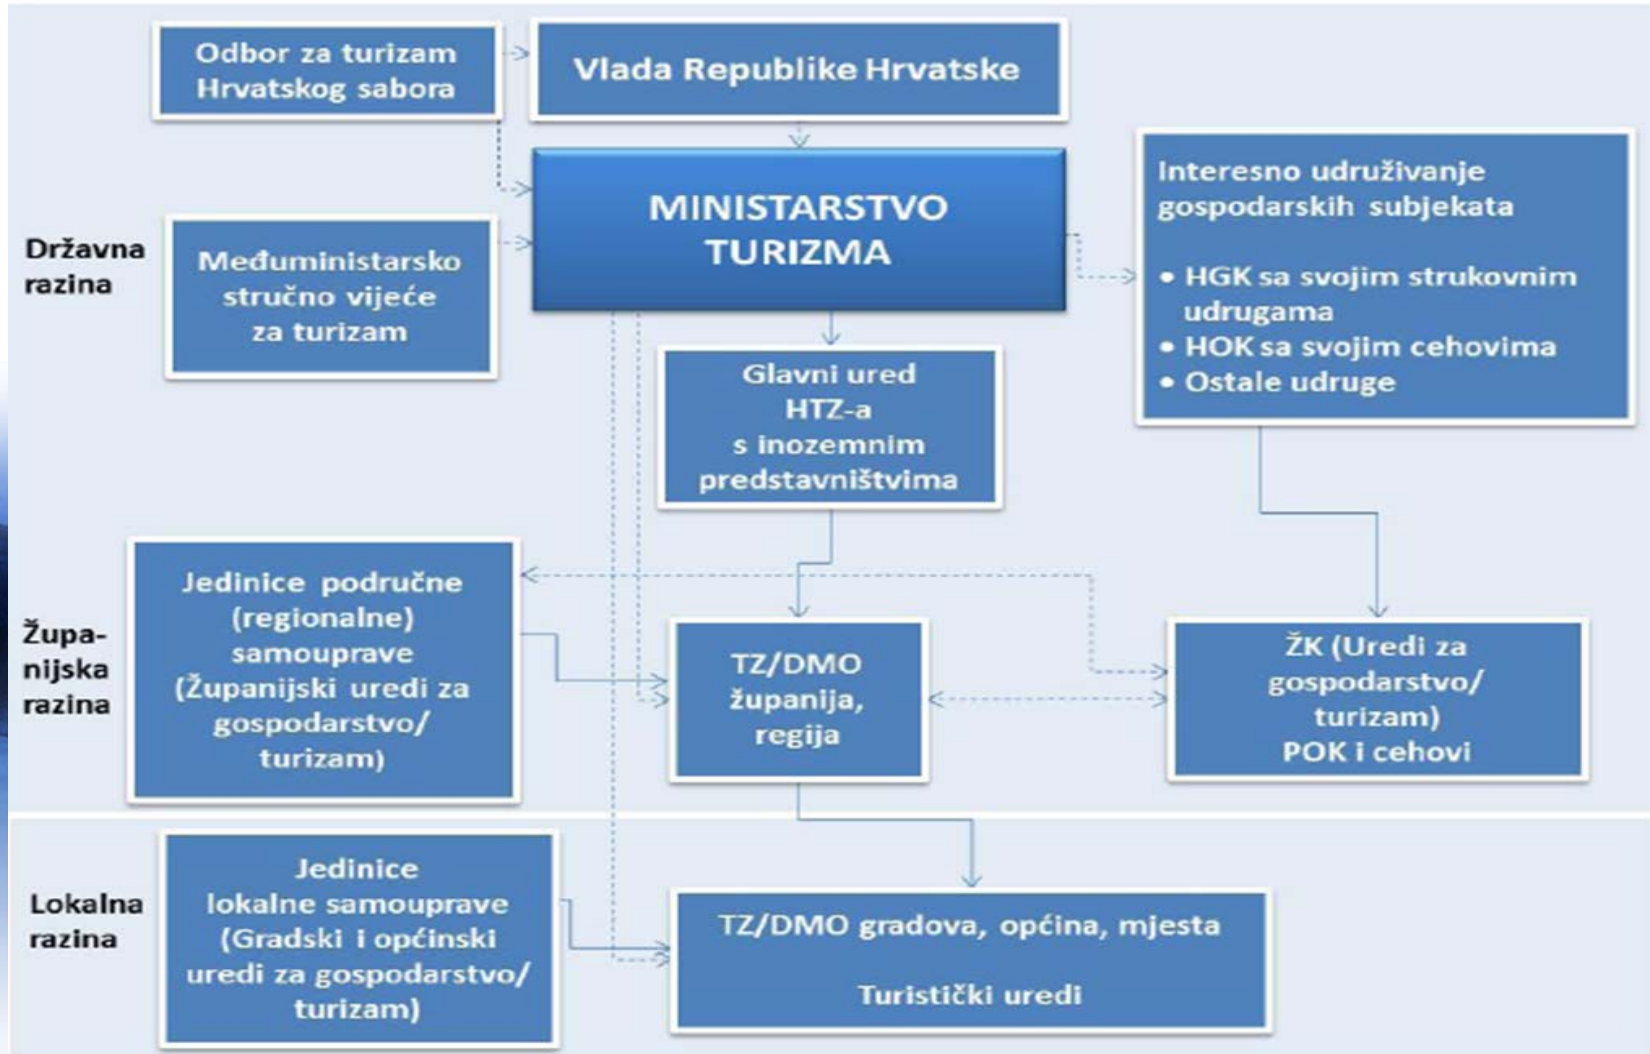 Odbor za turizam
Hrvatskog sabora
Vlada Republike Hrvatske
MINISTARSTVO
TURIZMA
Interesno udruživanje
gospodarskih subjekata
• HGK sa svojim strukovnim
udrugama
• HOK sa svojim cehovima
• Ostale udruge
Državna
razina
Međuministarsko
stručno vijeće
za turizam
Glavni ured
HTZ-a
s inozemnim
predstavništvima
Župa-
nijska
razina
Jedinice područne
(regionalne)
samouprave
(Županijski uredi za
gospodarstvo/
turizam)
TZ/DMO
županija,
regija
ŽK (Uredi za
gospodarstvo/
turizam)
POK i cehovi
Lokalna
razina
Jedinice
lokalne samouprave
(Gradski i općinski
uredi za gospodarstvo/
turizam)
TZ/DMO gradova, općina, mjesta
Turistički uredi